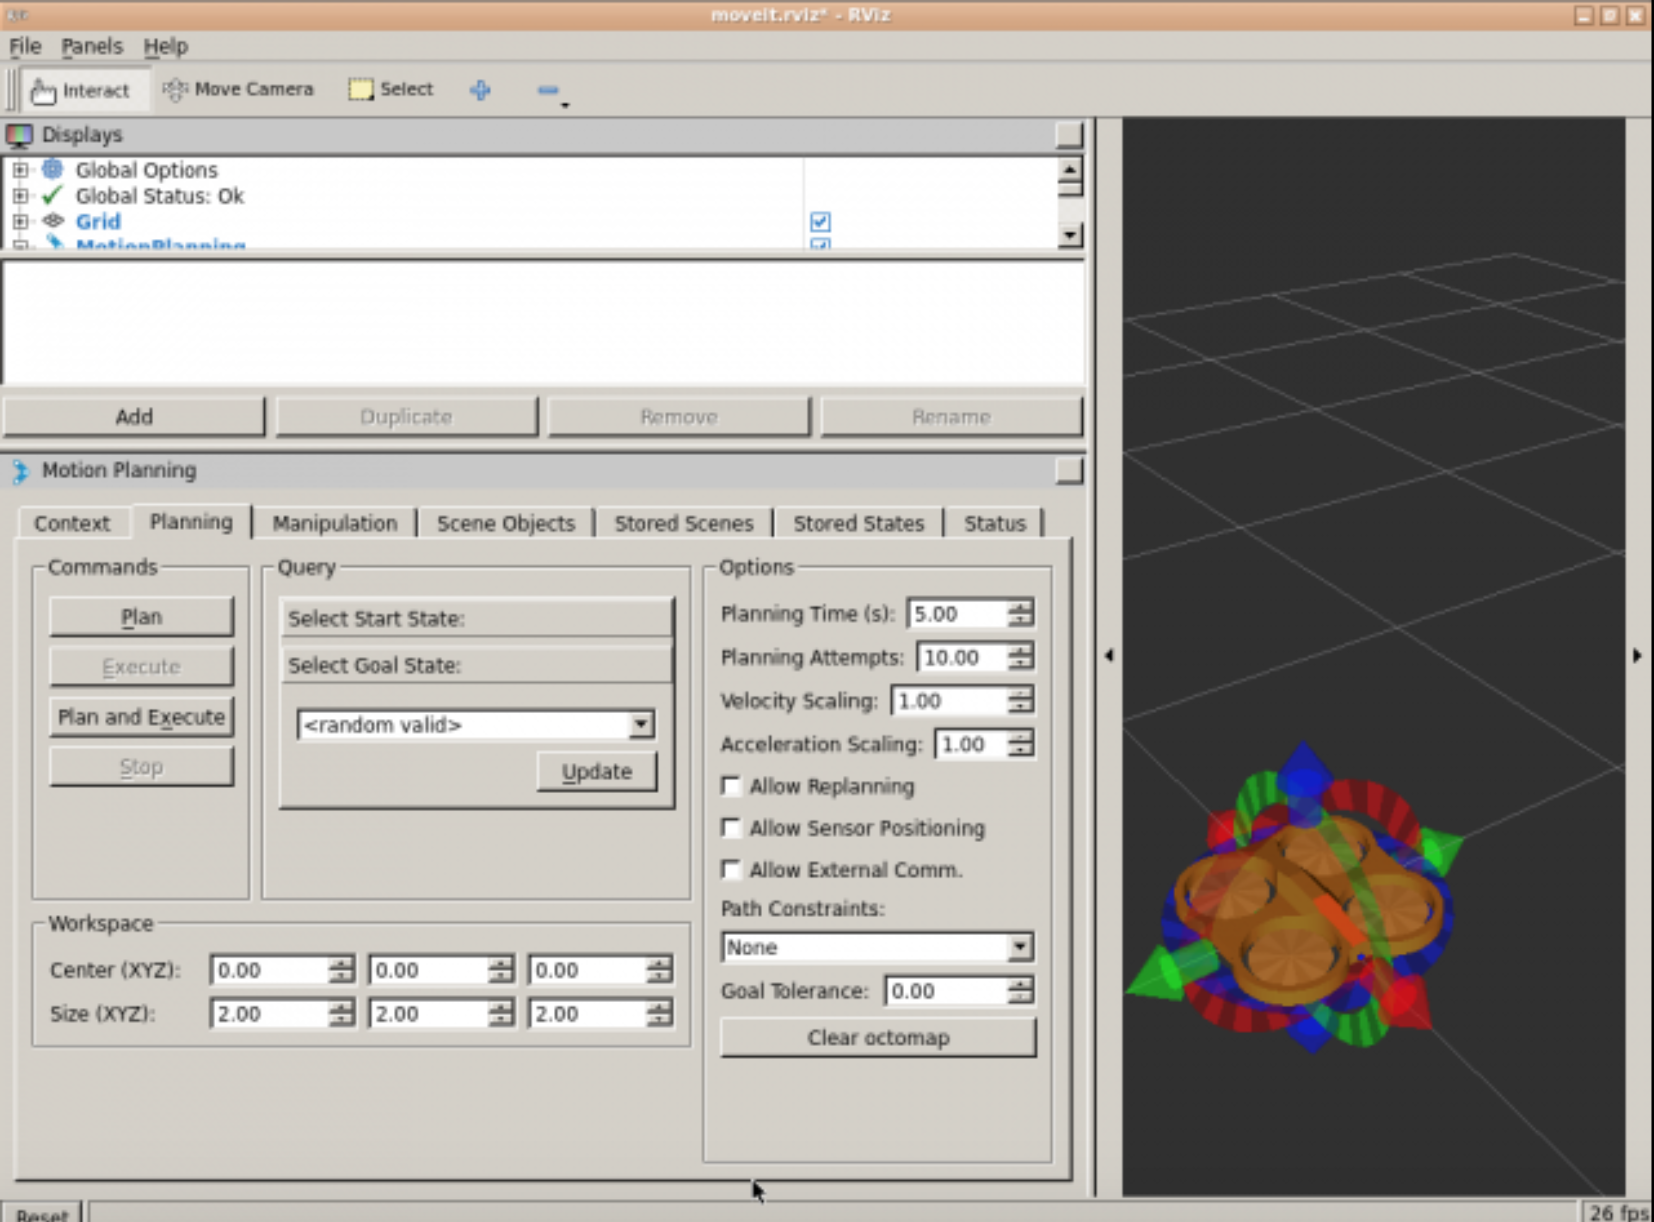 moveit.rviz* - RViz
File Panels Help
Interact Move Camera Select
Displays
Global Options
Global Status: Ok
Grid
MotionPlanning
Add Duplicate Remove Rename
Motion Planning
Context Planning Manipulation Scene Objects Stored Scenes Stored States Status
Commands
Plan
Execute
Plan and Execute
Stop
Query
Select Start State:
Select Goal State:
<random valid>
Update
Workspace
Center (XYZ): 0.00 0.00 0.00
Size (XYZ): 2.00 2.00 2.00
Options
Planning Time (s): 5.00
Planning Attempts: 10.00
Velocity Scaling: 1.00
Acceleration Scaling: 1.00
Allow Replanning
Allow Sensor Positioning
Allow External Comm.
Path Constraints:
None
Goal Tolerance: 0.00
Clear octomap
Reset
26 fps